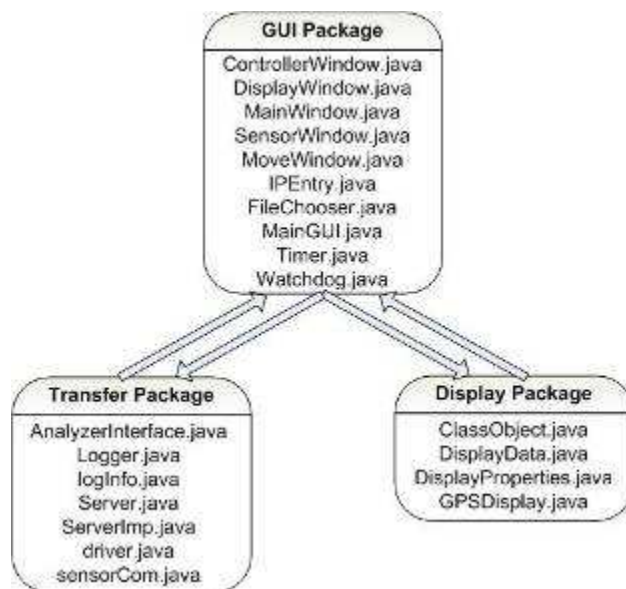 GUI Package
ControllerWindow.java
DisplayWindow.java
MainWindow.java
SensorWindow.java
MoveWindow.java
IPEntry.java
FileChooser.java
MainGUI.java
Timer.java
Watchdog.java
Transfer Package
AnalyzerInterface.java
Logger.java
logInfo.java
Server.java
ServerImp.java
driver.java
sensorCom.java
Display Package
ClassObject.java
DisplayData.java
DisplayProperties.java
GPSDisplay.java